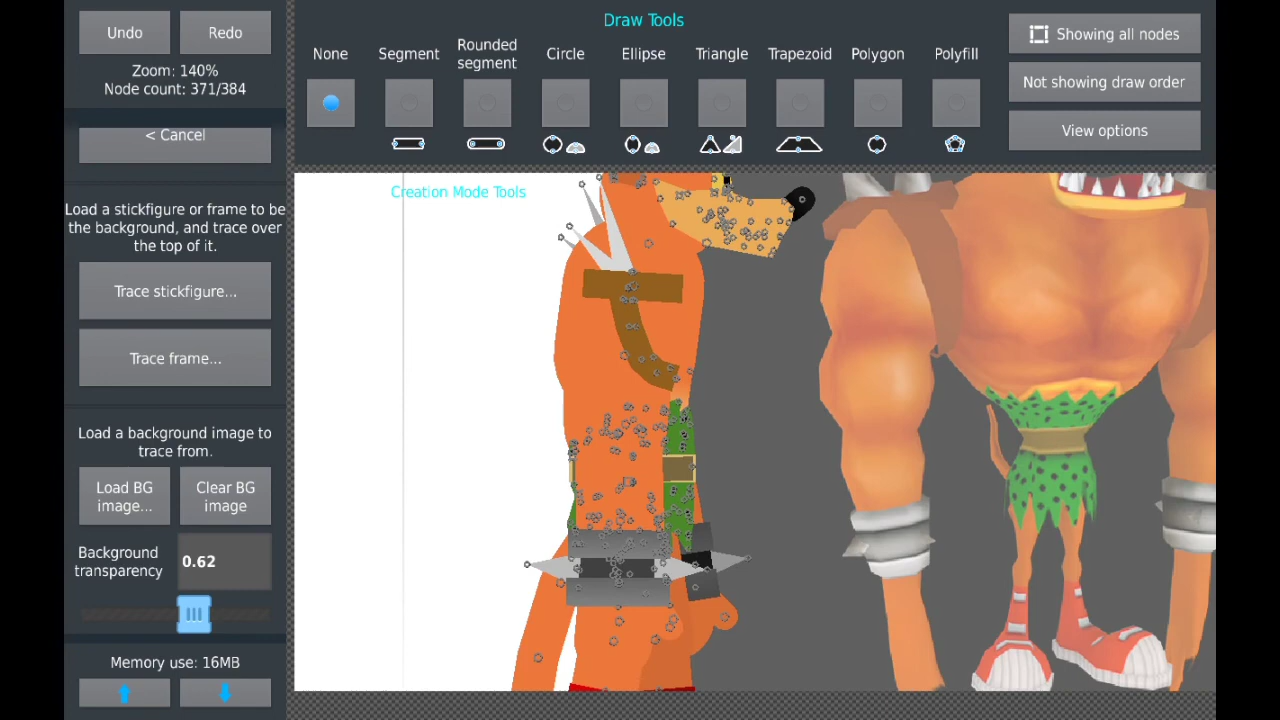 Undo
Redo
Zoom: 140%
Node count: 371/384
< Cancel
Load a stickfigure or frame to be
the background, and trace over
the top of it.
Trace stickfigure...
Trace frame...
Load a background image to
trace from.
Load BG
image...
Clear BG
image
Background
transparency
0.62
Memory use: 16MB
Draw Tools
None
Segment
Rounded
segment
Circle
Ellipse
Triangle
Trapezoid
Polygon
Polyfill
Showing all nodes
Not showing draw order
View options
Creation Mode Tools